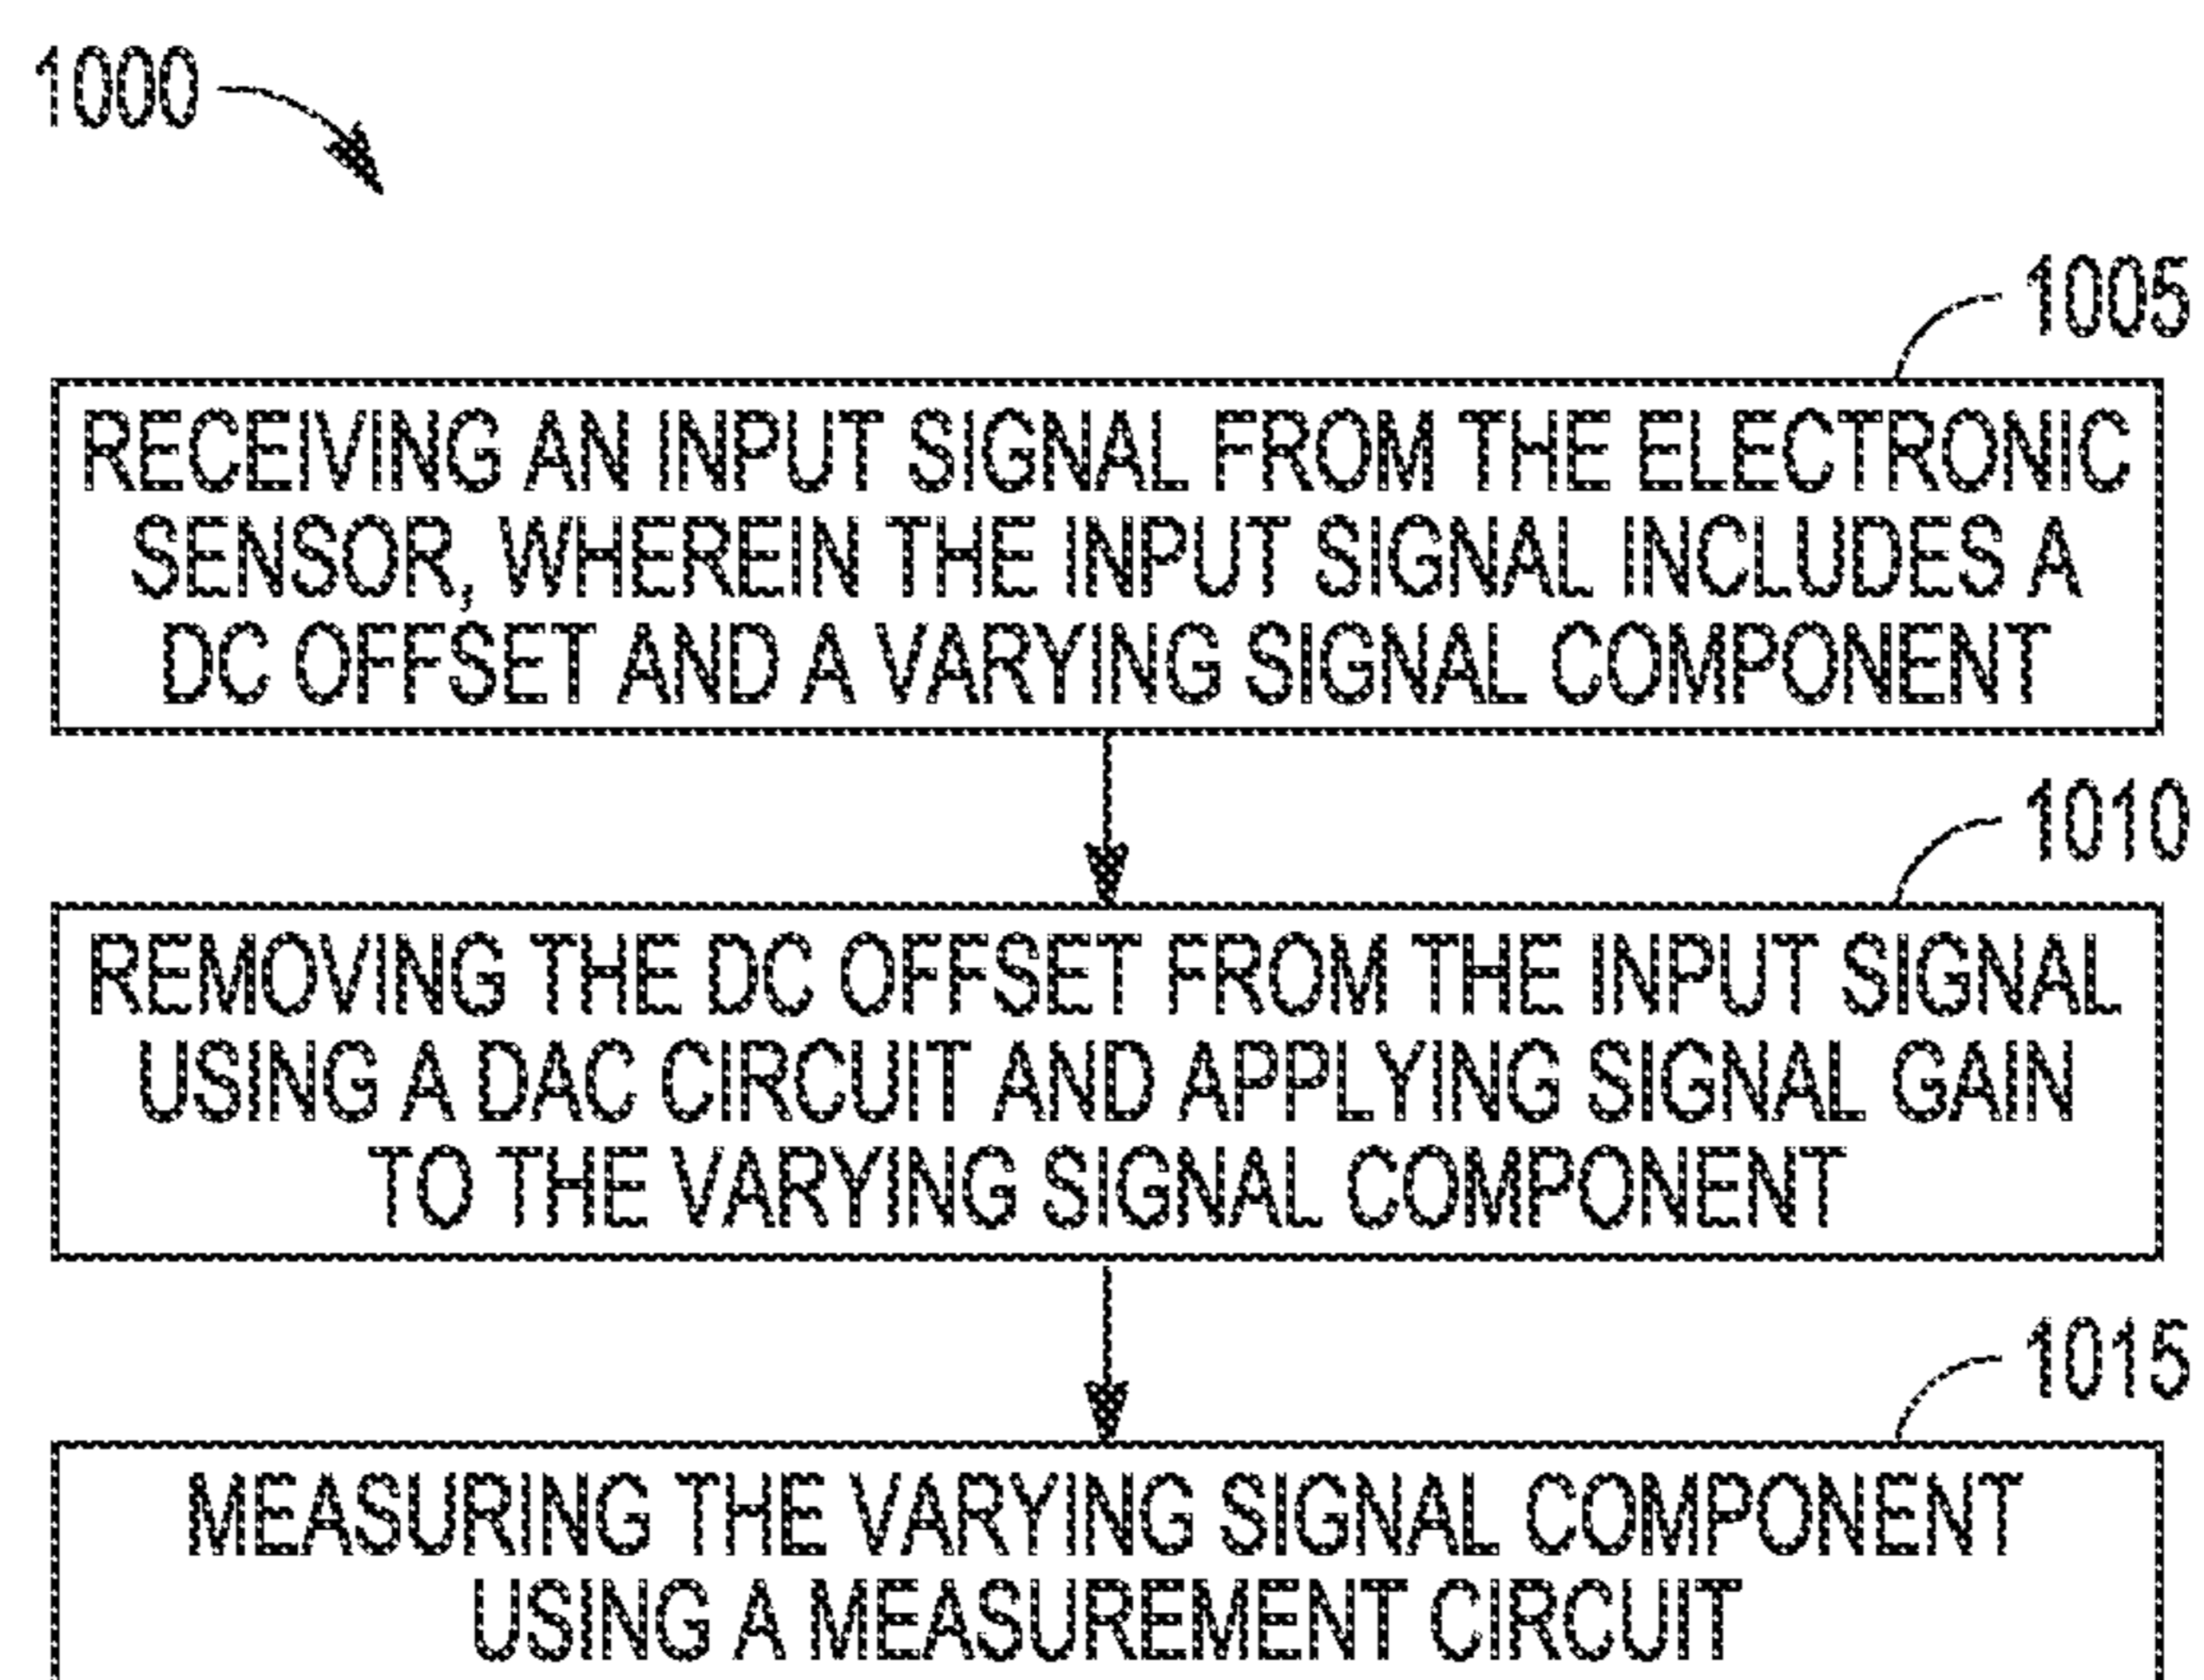 1000
1005
RECEIVING AN INPUT SIGNAL FROM THE ELECTRONIC
SENSOR, WHEREIN THE INPUT SIGNAL INCLUDES A
DC OFFSET AND A VARYING SIGNAL COMPONENT
1010
REMOVING THE DC OFFSET FROM THE INPUT SIGNAL
USING A DAC CIRCUIT AND APPLYING SIGNAL GAIN
TO THE VARYING SIGNAL COMPONENT
1015
MEASURING THE VARYING SIGNAL COMPONENT
USING A MEASUREMENT CIRCUIT